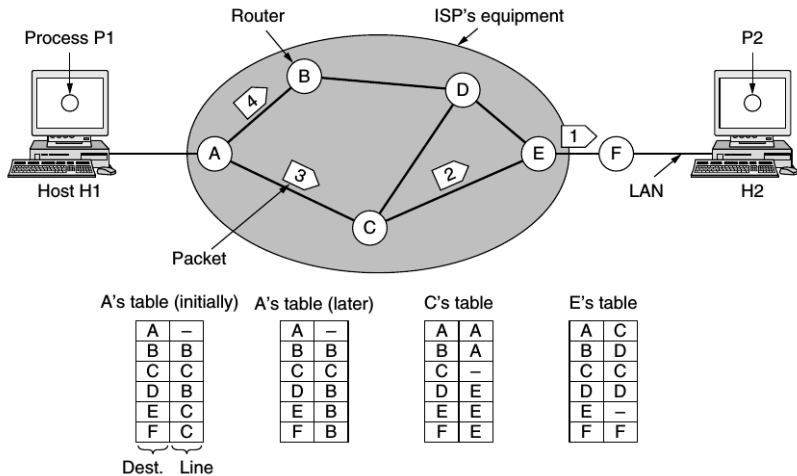 Router
ISP's equipment
Process P1
P2
B
D
4
1
A
E
F
3
2
LAN
Host H1
H2
C
Packet
A's table (initially) A's table (later) C's table E's table
A – A – A A A C
B B B B B A B D
C C C C C – C C
D B D B D E D D
E C E B E E E –
F C F B F E F F
Dest. Line